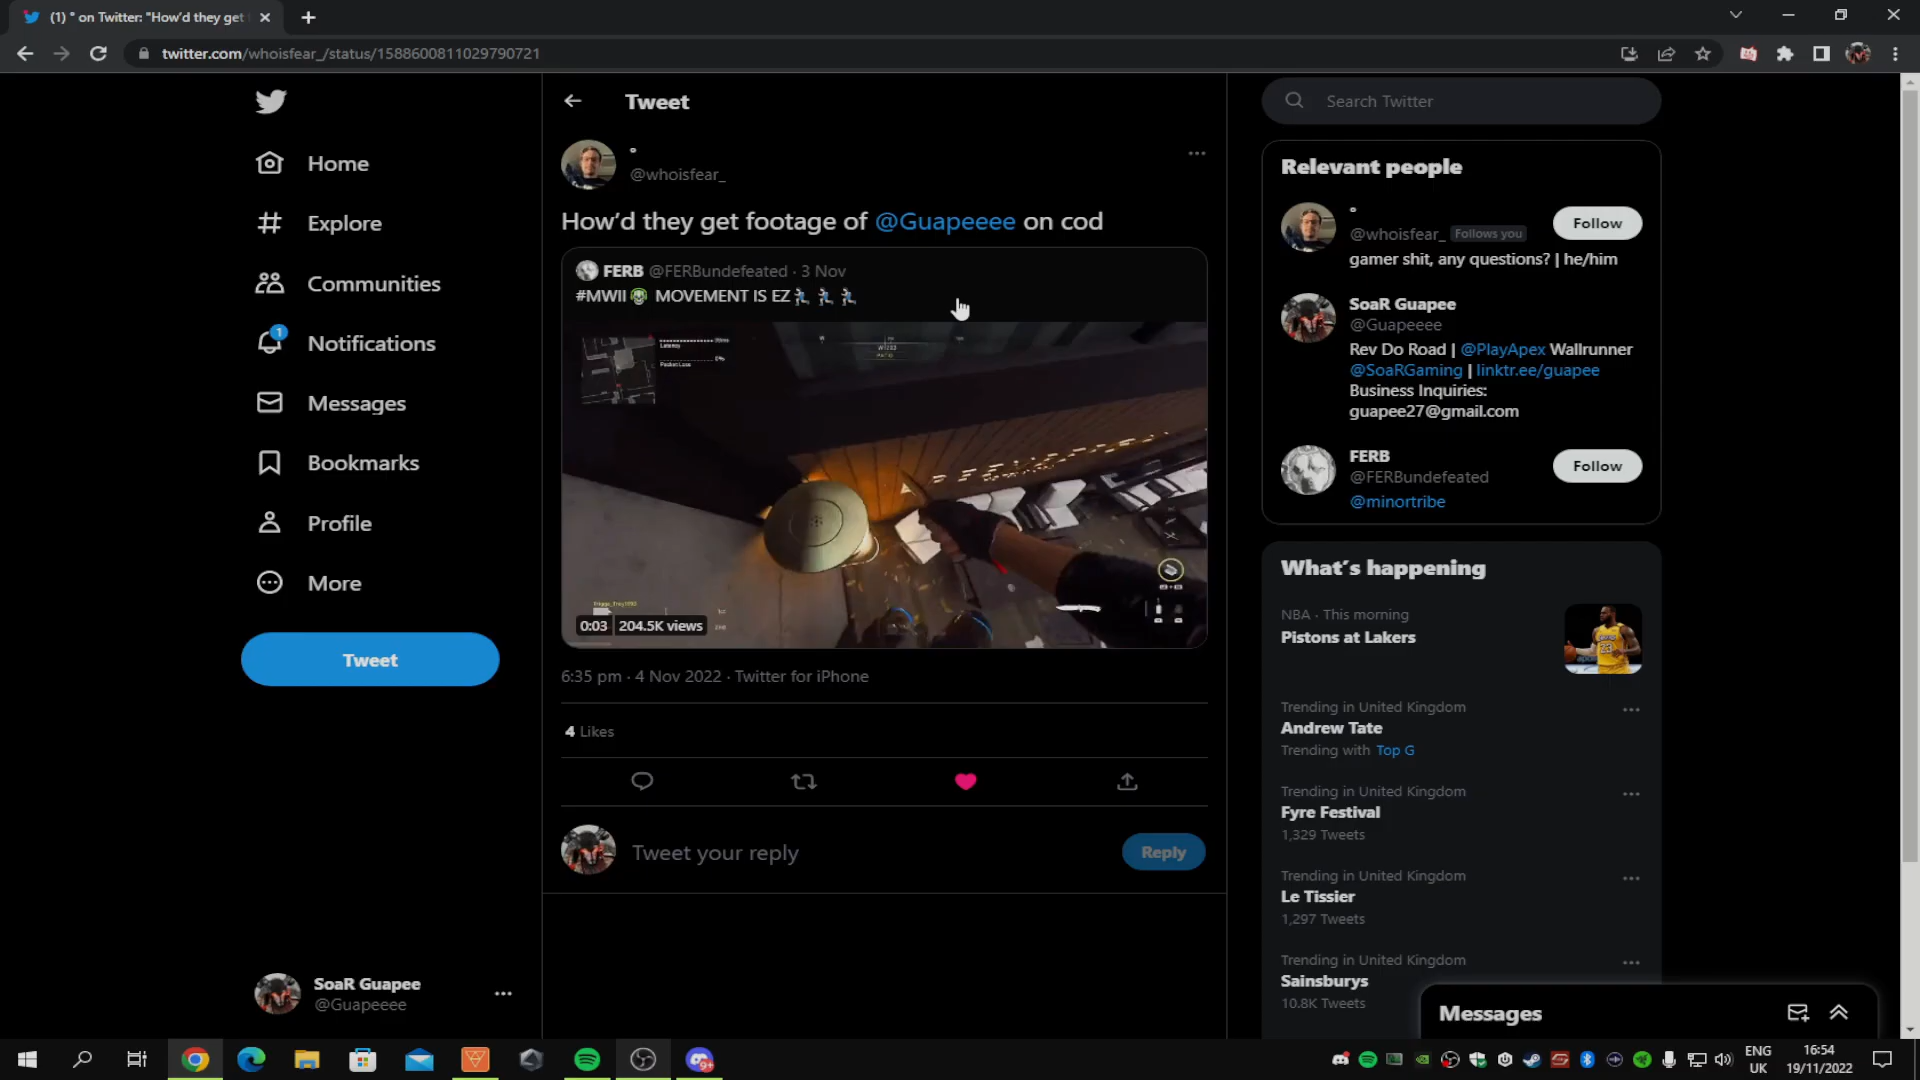 (1) ° on Twitter: "How'd they get
twitter.com/whoisfear_/status/1588600811029790721
Home
Explore
Communities
1
Notifications
Messages
Bookmarks
Profile
More
Tweet
SoaR Guapee
@Guapeeee
Tweet
°
@whoisfear_
How'd they get footage of @Guapeeee on cod
FERB @FERBundefeated · 3 Nov
#MWII MOVEMENT IS EZ
Latency
Packet Loss
0:03 204.5K views
6:35 pm · 4 Nov 2022 · Twitter for iPhone
4 Likes
Tweet your reply
Reply
Search Twitter
Relevant people
°
@whoisfear_ Follows you
Follow
gamer shit, any questions? | he/him
SoaR Guapee
@Guapeeee
Rev Do Road | @PlayApex Wallrunner
@SoaRGaming | linktr.ee/guapee
Business Inquiries:
guapee27@gmail.com
FERB
@FERBundefeated
Follow
@minortribe
What's happening
NBA · This morning
Pistons at Lakers
Trending in United Kingdom
Andrew Tate
Trending with Top G
Trending in United Kingdom
Fyre Festival
1,329 Tweets
Trending in United Kingdom
Le Tissier
1,297 Tweets
Trending in United Kingdom
Sainsburys
10.8K Tweets
Messages
9+
ENG
UK
16:54
19/11/2022